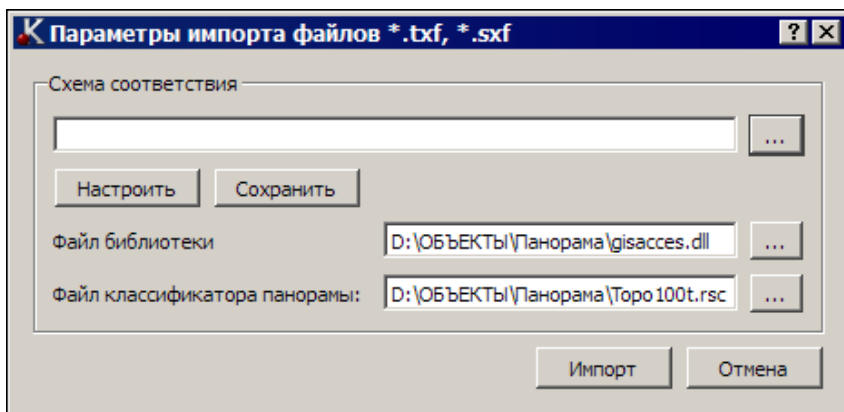 Параметры импорта файлов *.txf, *.sxf
Схема соответствия
...
Настроить Сохранить
Файл библиотеки D:\ОБЪЕКТЫ\Панорама\gisacces.dll ...
Файл классификатора панорамы: D:\ОБЪЕКТЫ\Панорама\Topo100t.rsc ...
Импорт Отмена